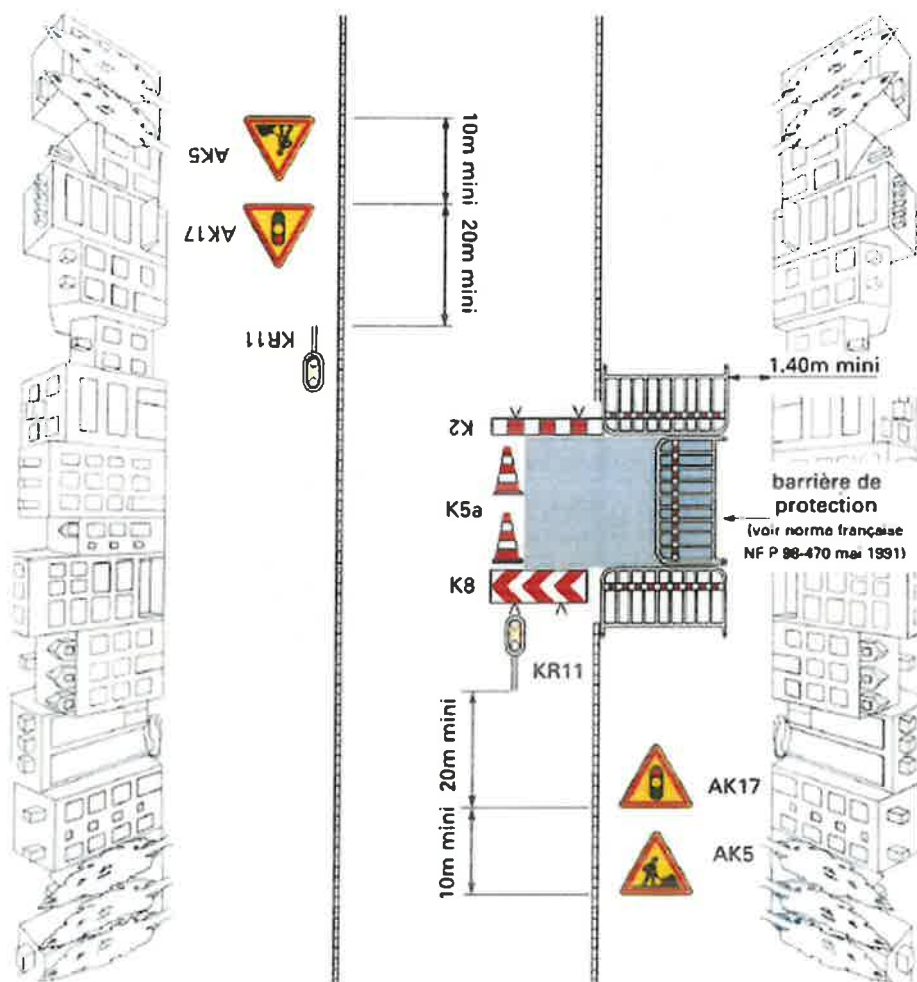 AK5
10m mini
AK17
20m mini
KR11
1.40m mini
K2
barrière de
protection
K5a
(voir norme française
NF P 98-470 mai 1991)
K8
KR11
20m mini
AK17
10m mini
AK5